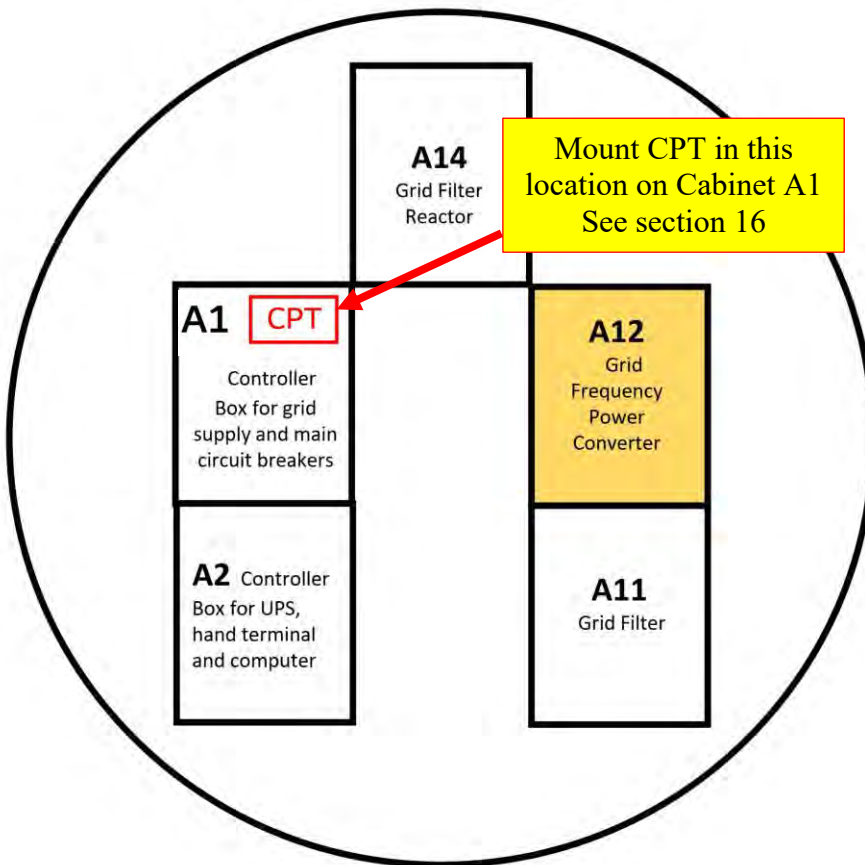 A14
Grid Filter
Reactor
Mount CPT in this
location on Cabinet A1
See section 16
A1 CPT
Controller
Box for grid
supply and main
circuit breakers
A12
Grid
Frequency
Power
Converter
A2 Controller
Box for UPS,
hand terminal
and computer
A11
Grid Filter